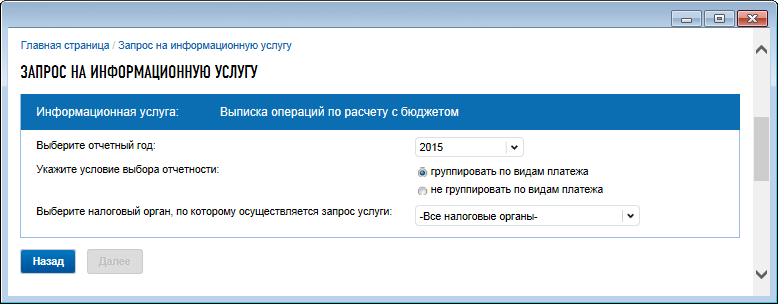 Главная страница / Запрос на информационную услугу
ЗАПРОС НА ИНФОРМАЦИОННУЮ УСЛУГУ
Информационная услуга: Выписка операций по расчету с бюджетом
Выберите отчетный год: 2015
Укажите условие выбора отчетности: группировать по видам платежа
не группировать по видам платежа
Выберите налоговый орган, по которому осуществляется запрос услуги: -Все налоговые органы-
Назад Далее